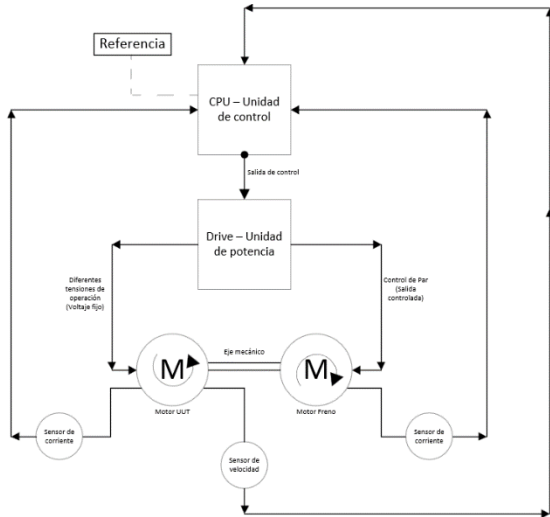 Referencia
CPU – Unidad
de control
Salida de control
Drive – Unidad
de potencia
Diferentes
tensiones de
operación
(Voltaje fijo)
Control de Par
(Salida
controlada)
Eje mecánico
M
M
Motor UUT
Motor Freno
Sensor de
corriente
Sensor de
velocidad
Sensor de
corriente